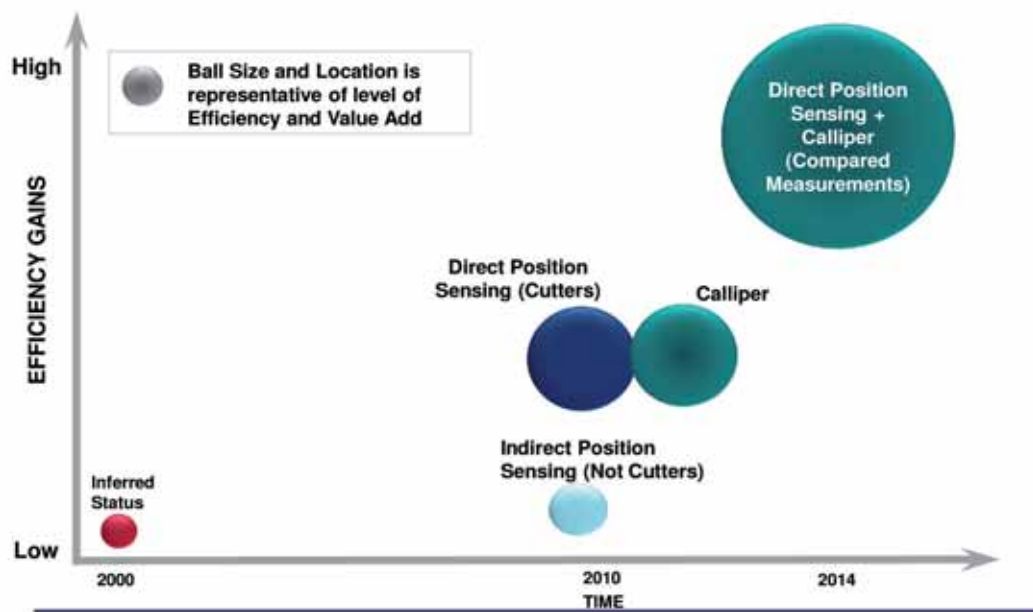 High
Ball Size and Location is
representative of level of
Efficiency and Value Add
Direct Position
Sensing +
Calliper
(Compared
Measurements)
EFFICIENCY GAINS
Direct Position
Sensing (Cutters)
Calliper
Indirect Position
Sensing (Not Cutters)
Inferred
Status
Low
2000
2010
2014
TIME